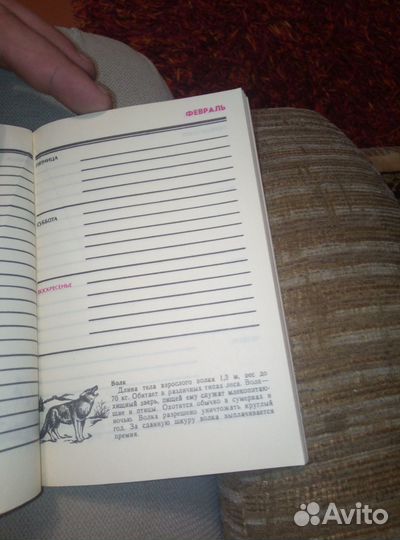 ФЕВРАЛЬ
ПЯТНИЦА
СУББОТА
ВОСКРЕСЕНЬЕ
Волк
Длина тела взрослого волка 1,5 м, вес до
70 кг. Обитает в различных типах леса. Волк—
хищный зверь, пищей ему служат млекопитаю-
щие и птицы. Охотится обычно в сумерках и
ночью. Волка разрешено уничтожать круглый
год. За сданную шкуру волка выплачивается
премия.
Avito